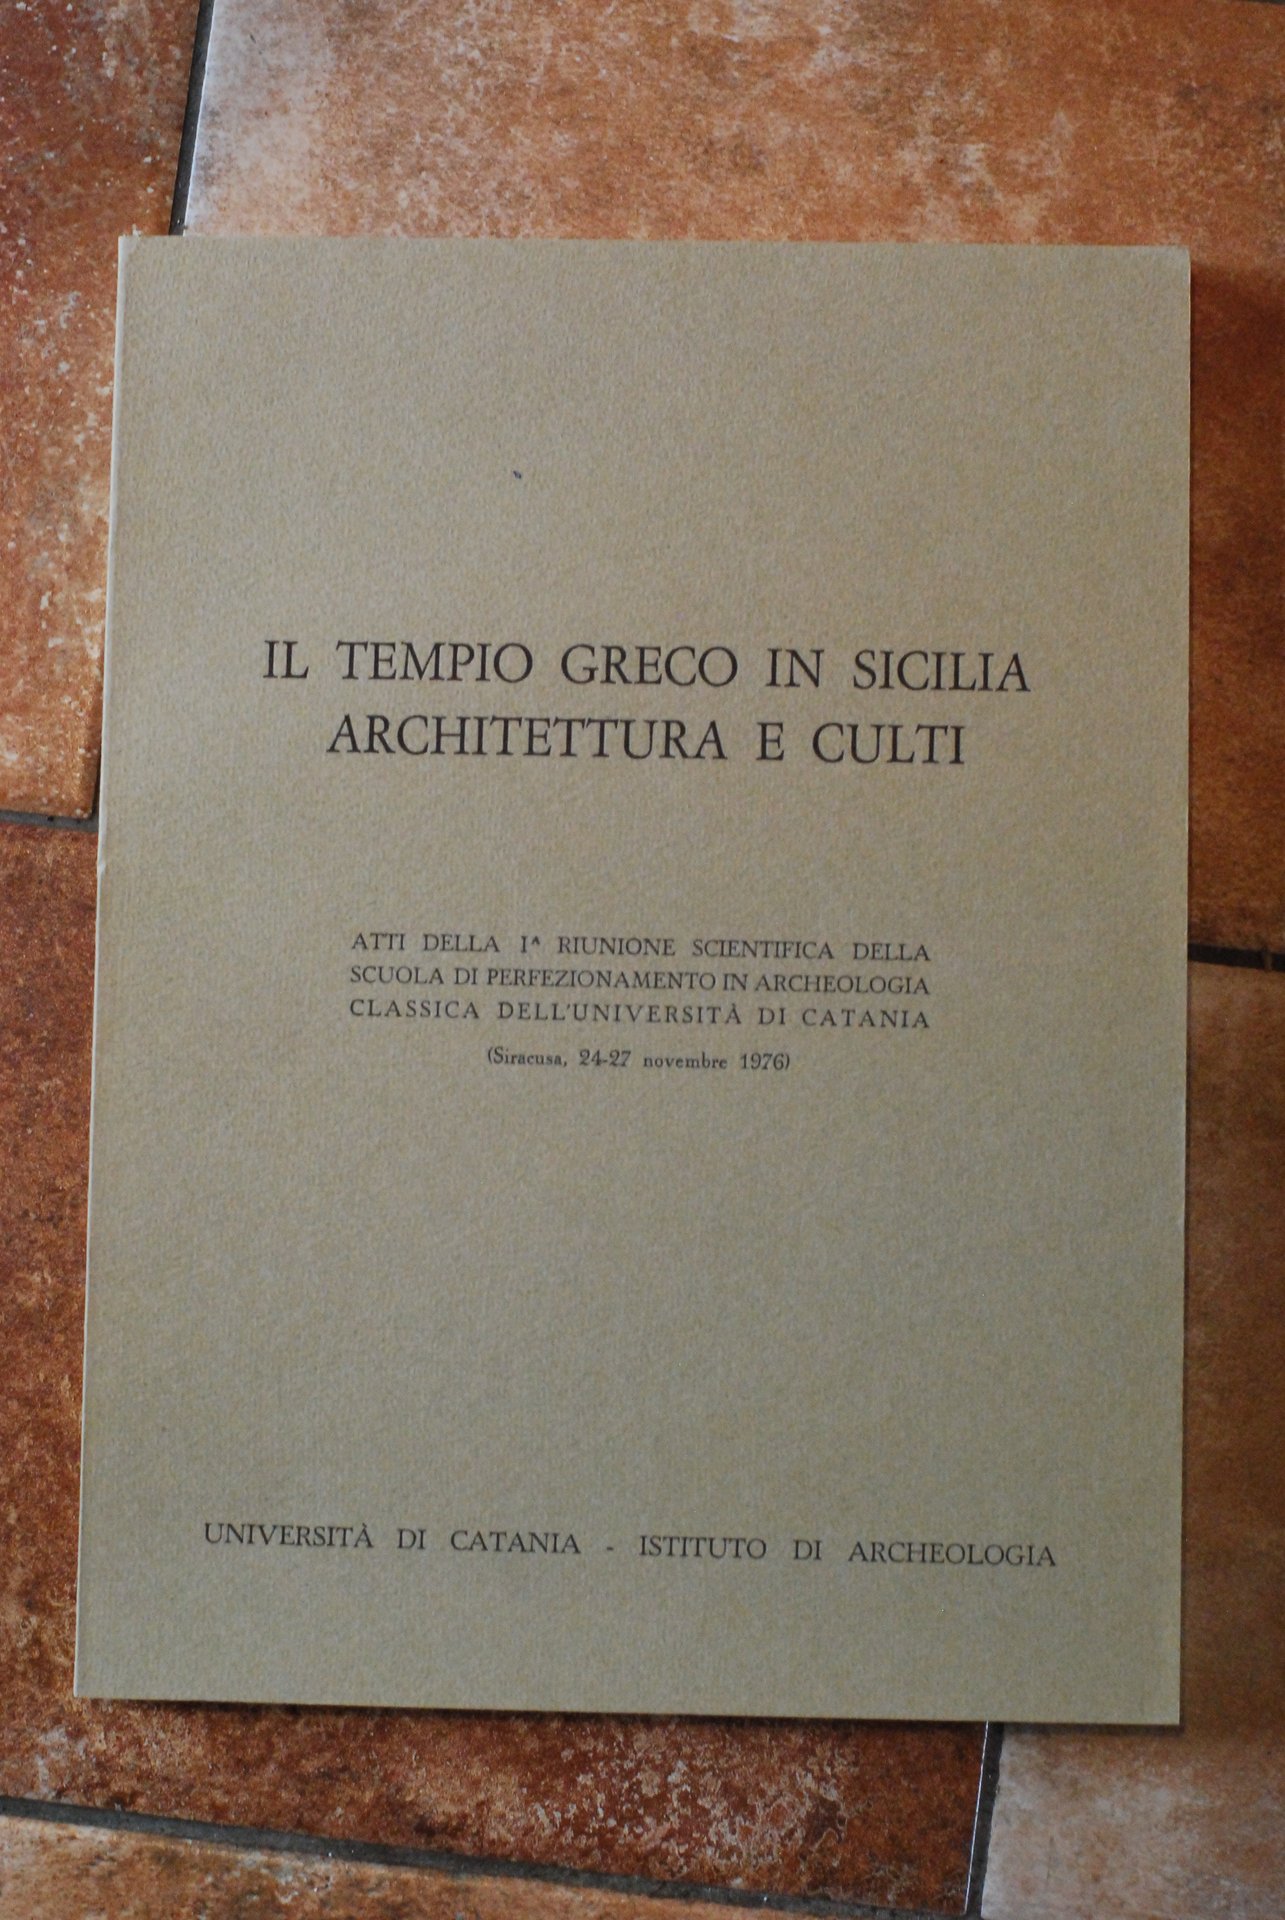 IL TEMPIO GRECO IN SICILIA
ARCHITETTURA E CULTI
ATTI DELLA Iᴬ RIUNIONE SCIENTIFICA DELLA
SCUOLA DI PERFEZIONAMENTO IN ARCHEOLOGIA
CLASSICA DELL'UNIVERSITÀ DI CATANIA
(Siracusa, 24-27 novembre 1976)
UNIVERSITÀ DI CATANIA - ISTITUTO DI ARCHEOLOGIA